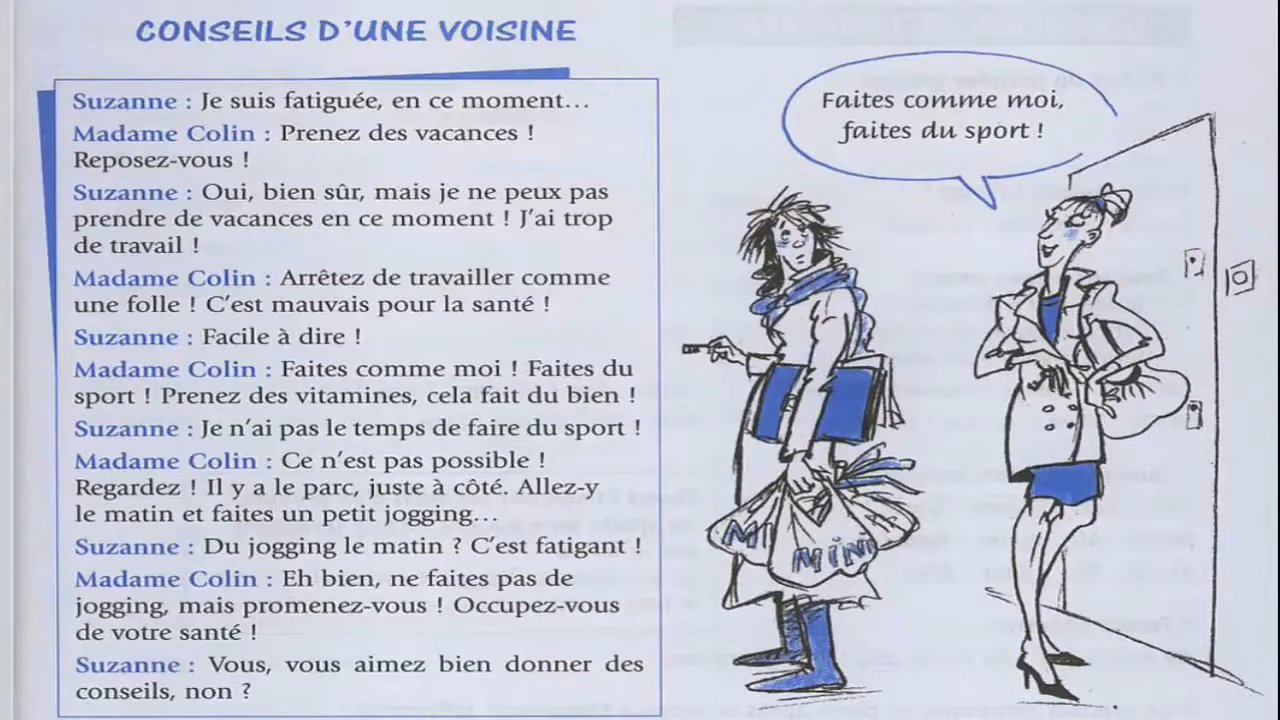 CONSEILS D'UNE VOISINE
Suzanne : Je suis fatiguée, en ce moment...
Madame Colin : Prenez des vacances !
Reposez-vous !
Suzanne : Oui, bien sûr, mais je ne peux pas
prendre de vacances en ce moment ! J'ai trop
de travail !
Madame Colin : Arrêtez de travailler comme
une folle ! C'est mauvais pour la santé !
Suzanne : Facile à dire !
Madame Colin : Faites comme moi ! Faites du
sport ! Prenez des vitamines, cela fait du bien !
Suzanne : Je n'ai pas le temps de faire du sport !
Madame Colin : Ce n'est pas possible !
Regardez ! Il y a le parc, juste à côté. Allez-y
le matin et faites un petit jogging...
Suzanne : Du jogging le matin ? C'est fatigant !
Madame Colin : Eh bien, ne faites pas de
jogging, mais promenez-vous ! Occupez-vous
de votre santé !
Suzanne : Vous, vous aimez bien donner des
conseils, non ?
Faites comme moi,
faites du sport !
MI
MINI